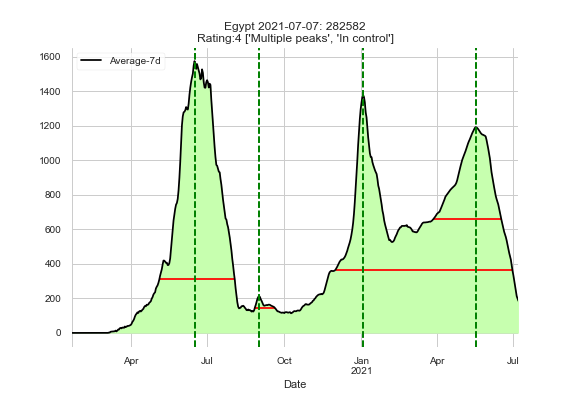 Egypt 2021-07-07: 282582
Rating:4 ['Multiple peaks', 'In control']
Average-7d
1600
1400
1200
1000
800
600
400
200
0
Apr
Jul
Oct
Jan
2021
Apr
Jul
Date